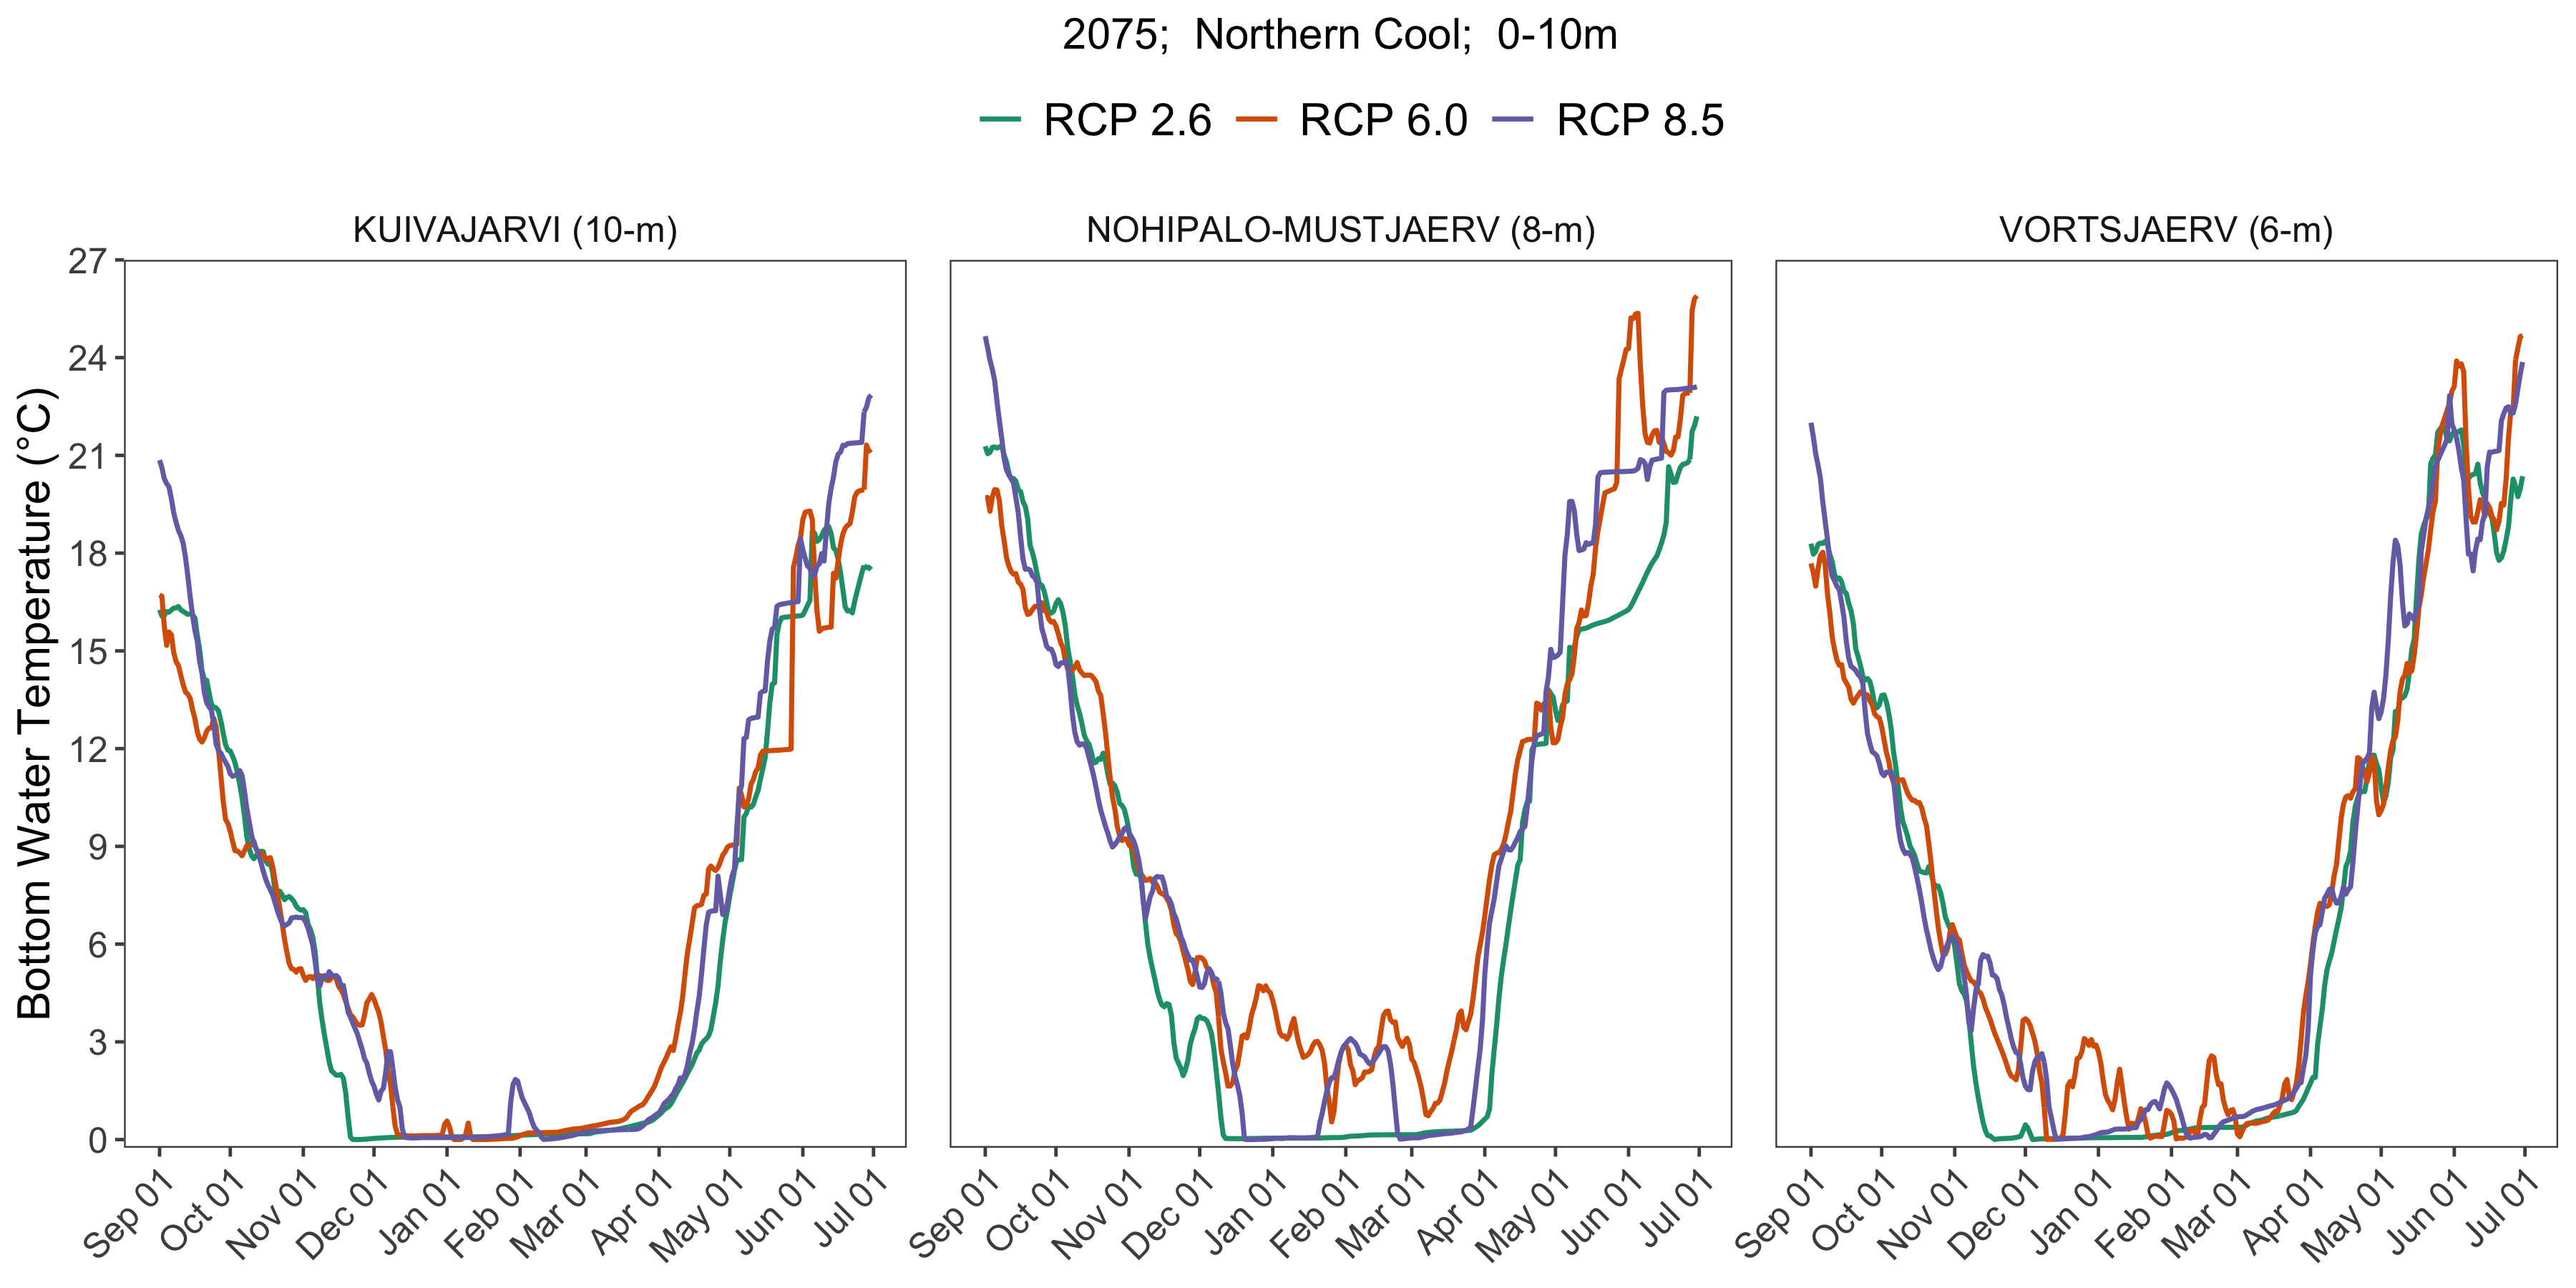 2075;  Northern Cool;  0-10m
RCP 2.6 RCP 6.0 RCP 8.5
KUIVAJARVI (10-m) NOHIPALO-MUSTJAERV (8-m) VORTSJAERV (6-m)
Bottom Water Temperature (°C)
27
24
21
18
15
12
9
6
3
0
Sep 01 Oct 01 Nov 01 Dec 01 Jan 01 Feb 01 Mar 01 Apr 01 May 01 Jun 01 Jul 01
Sep 01 Oct 01 Nov 01 Dec 01 Jan 01 Feb 01 Mar 01 Apr 01 May 01 Jun 01 Jul 01
Sep 01 Oct 01 Nov 01 Dec 01 Jan 01 Feb 01 Mar 01 Apr 01 May 01 Jun 01 Jul 01